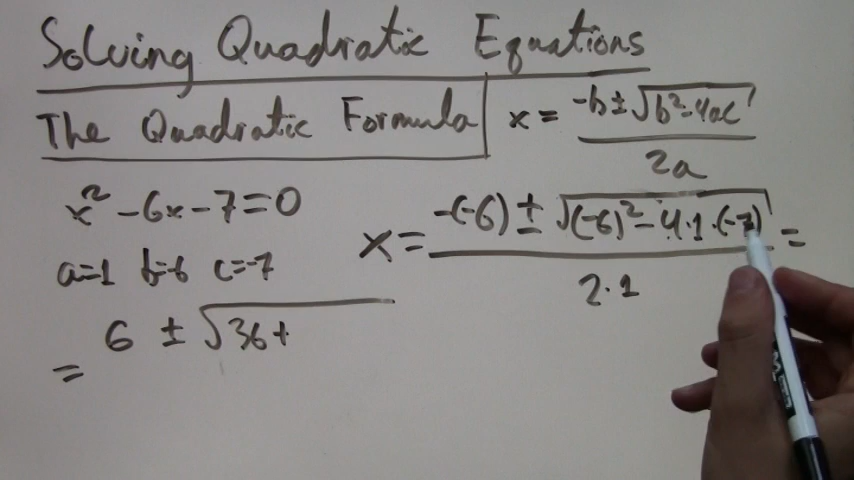 Solving Quadratic Equations
The Quadratic Formula x = -b ± √b² - 4ac / 2a
x² - 6x - 7 = 0
a=1 b=-6 c=-7
x = -(-6) ± √(-6)² - 4·1·(-7) / 2·1 =
= 6 ± √36 +